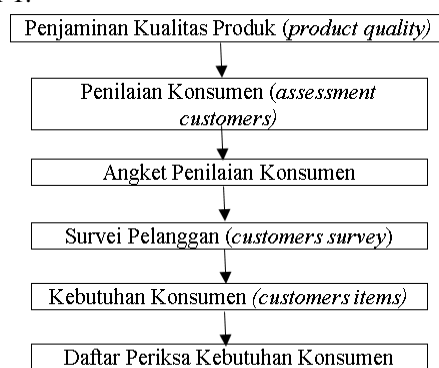 Penjaminan Kualitas Produk (product quality)
Penilaian Konsumen (assessment
customers)
Angket Penilaian Konsumen
Survei Pelanggan (customers survey)
Kebutuhan Konsumen (customers items)
Daftar Periksa Kebutuhan Konsumen